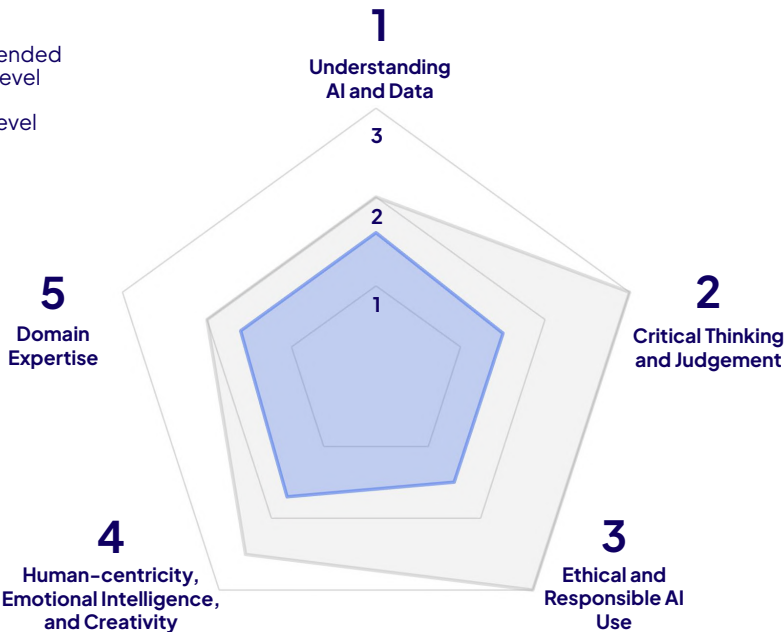 1
Understanding
AI and Data
ended
evel
evel
3
2
1
5
Domain
Expertise
2
Critical Thinking
and Judgement
4
Human-centricity,
Emotional Intelligence,
and Creativity
3
Ethical and
Responsible AI
Use